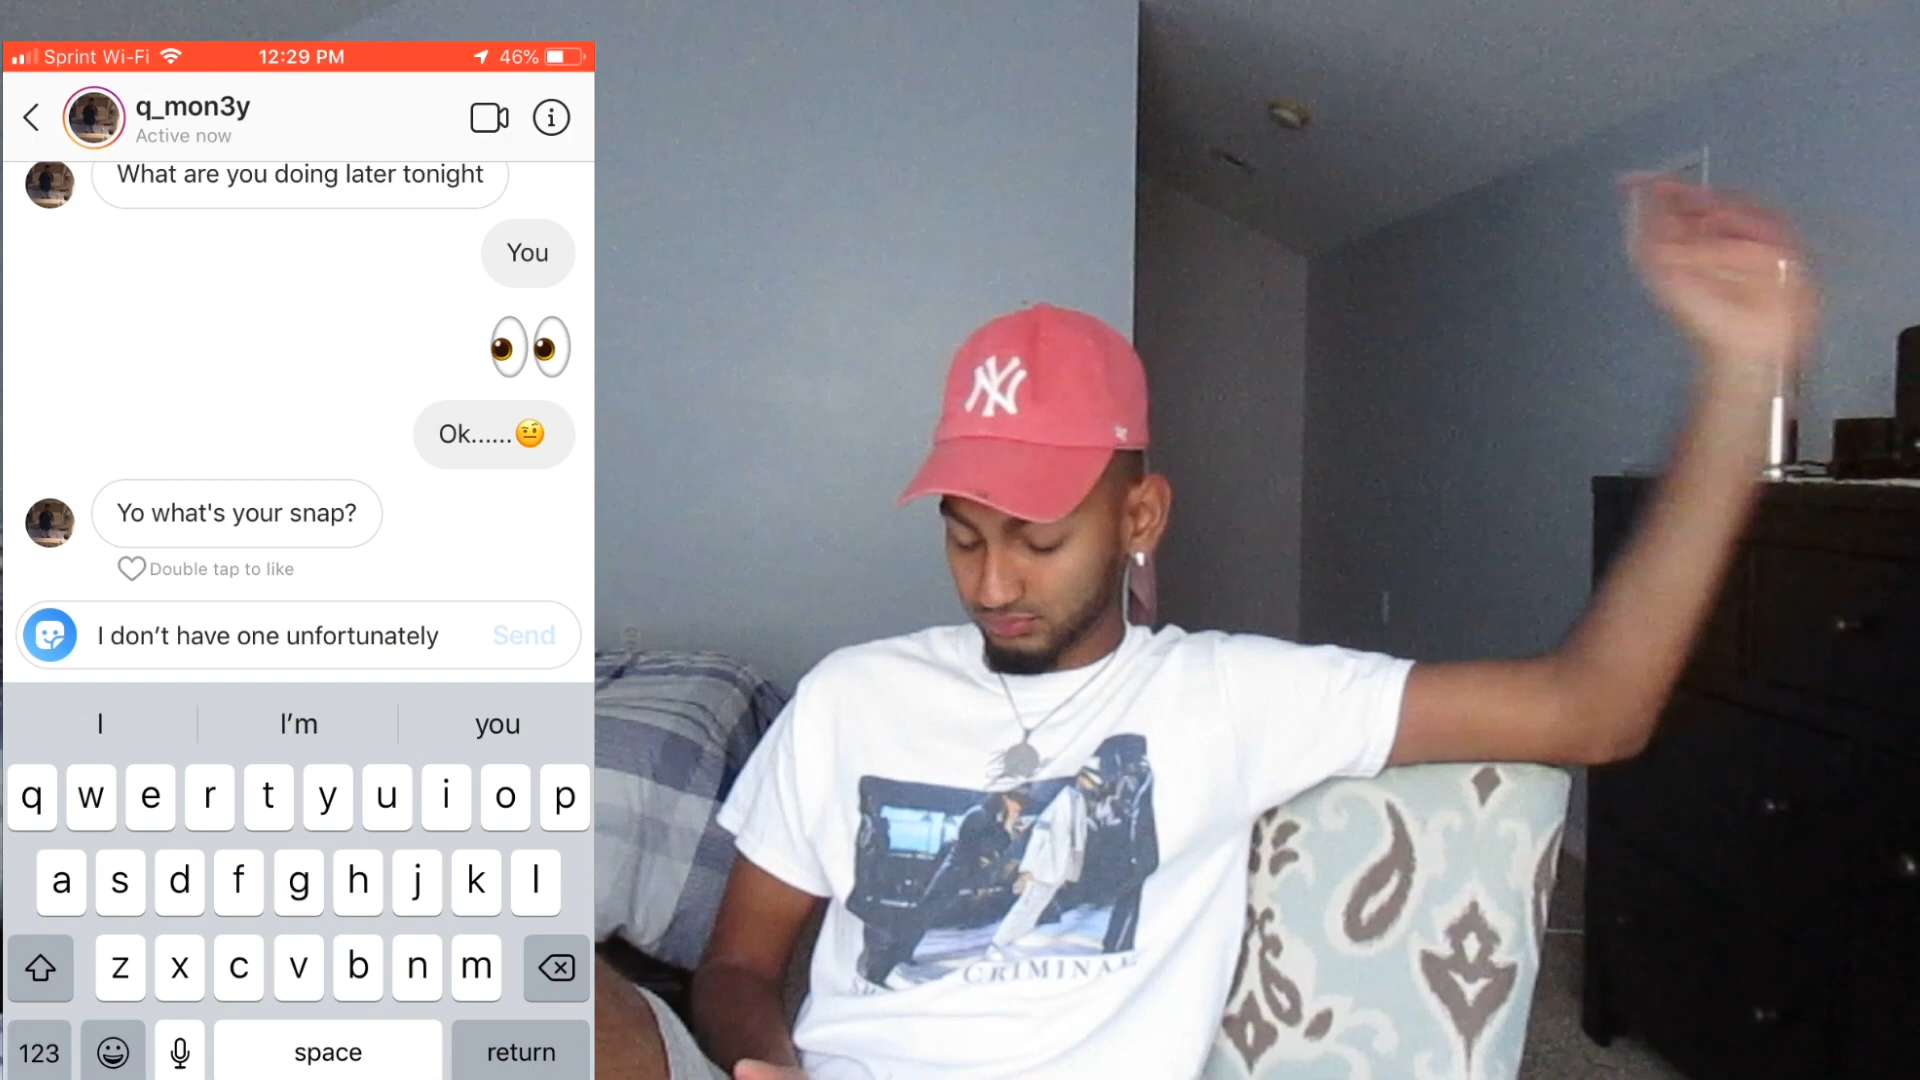 Sprint Wi-Fi 12:29 PM 46%
q_mon3y
Active now
What are you doing later tonight
You
Ok......
Yo what's your snap?
Double tap to like
I don’t have one unfortunately Send
I I’m you
q w e r t y u i o p
a s d f g h j k l
z x c v b n m
123 space return
NY
CRIMINAL